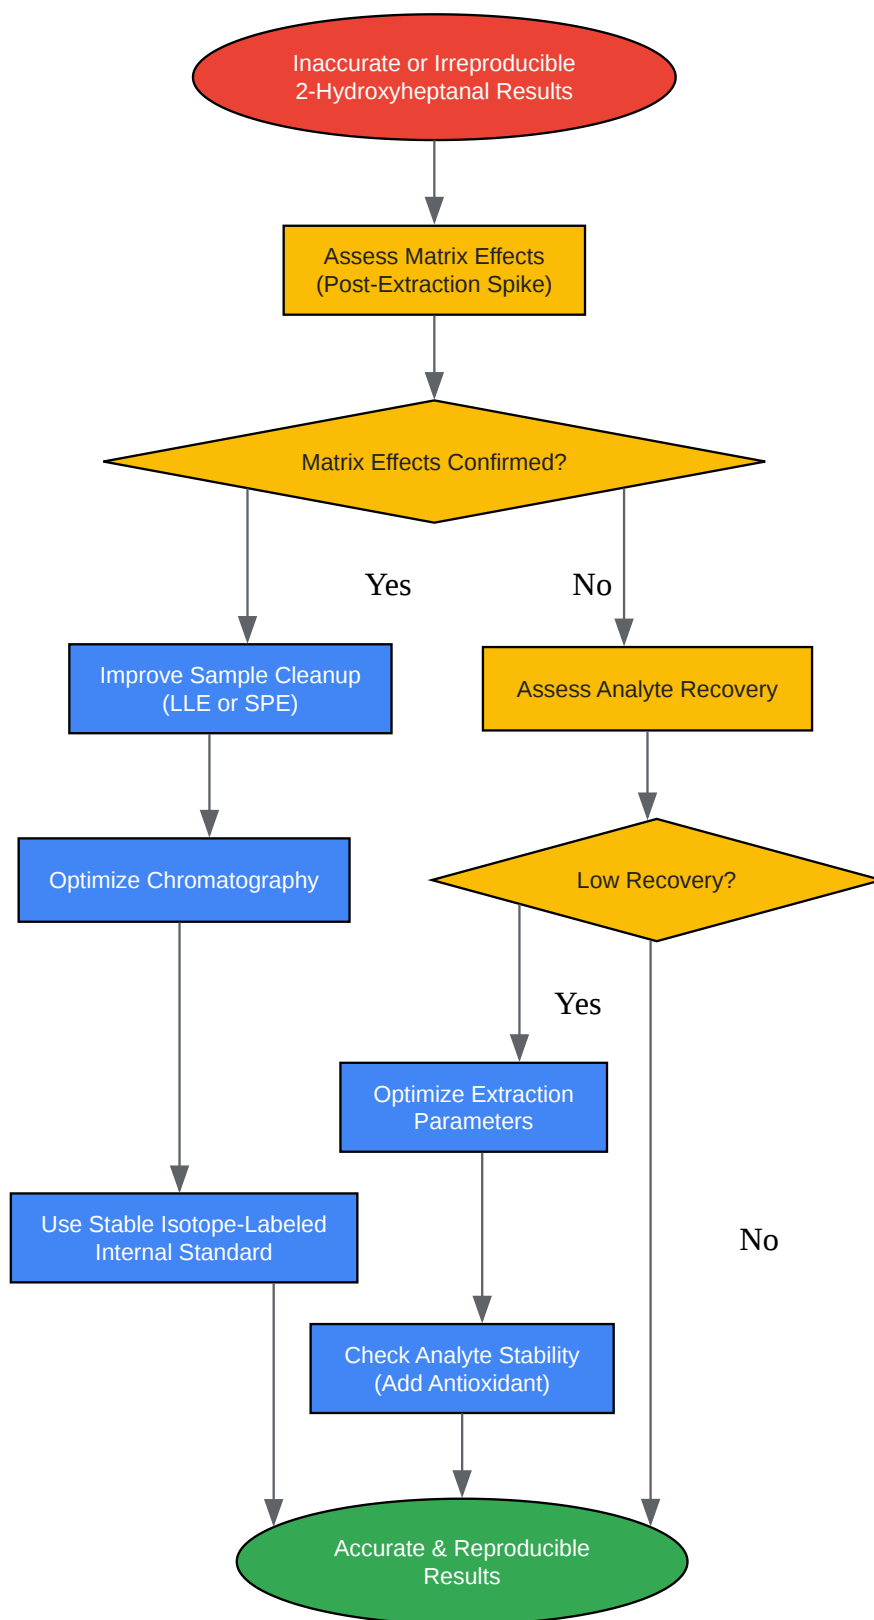 Inaccurate or Irreproducible
2-Hydroxyheptanal Results
Assess Matrix Effects
(Post-Extraction Spike)
Matrix Effects Confirmed?
Yes
No
Improve Sample Cleanup
(LLE or SPE)
Assess Analyte Recovery
Optimize Chromatography
Low Recovery?
Yes
Optimize Extraction
Parameters
Use Stable Isotope-Labeled
Internal Standard
No
Check Analyte Stability
(Add Antioxidant)
Accurate & Reproducible
Results